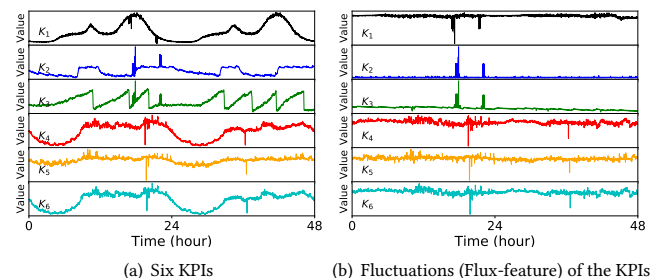 Value
K1
Value
K2
Value
K3
Value
K4
Value
K5
Value
K6
0
24
48
Time (hour)
(a) Six KPIs
Value
K1
Value
K2
Value
K3
Value
K4
Value
K5
Value
K6
0
24
48
Time (hour)
(b) Fluctuations (Flux-feature) of the KPIs